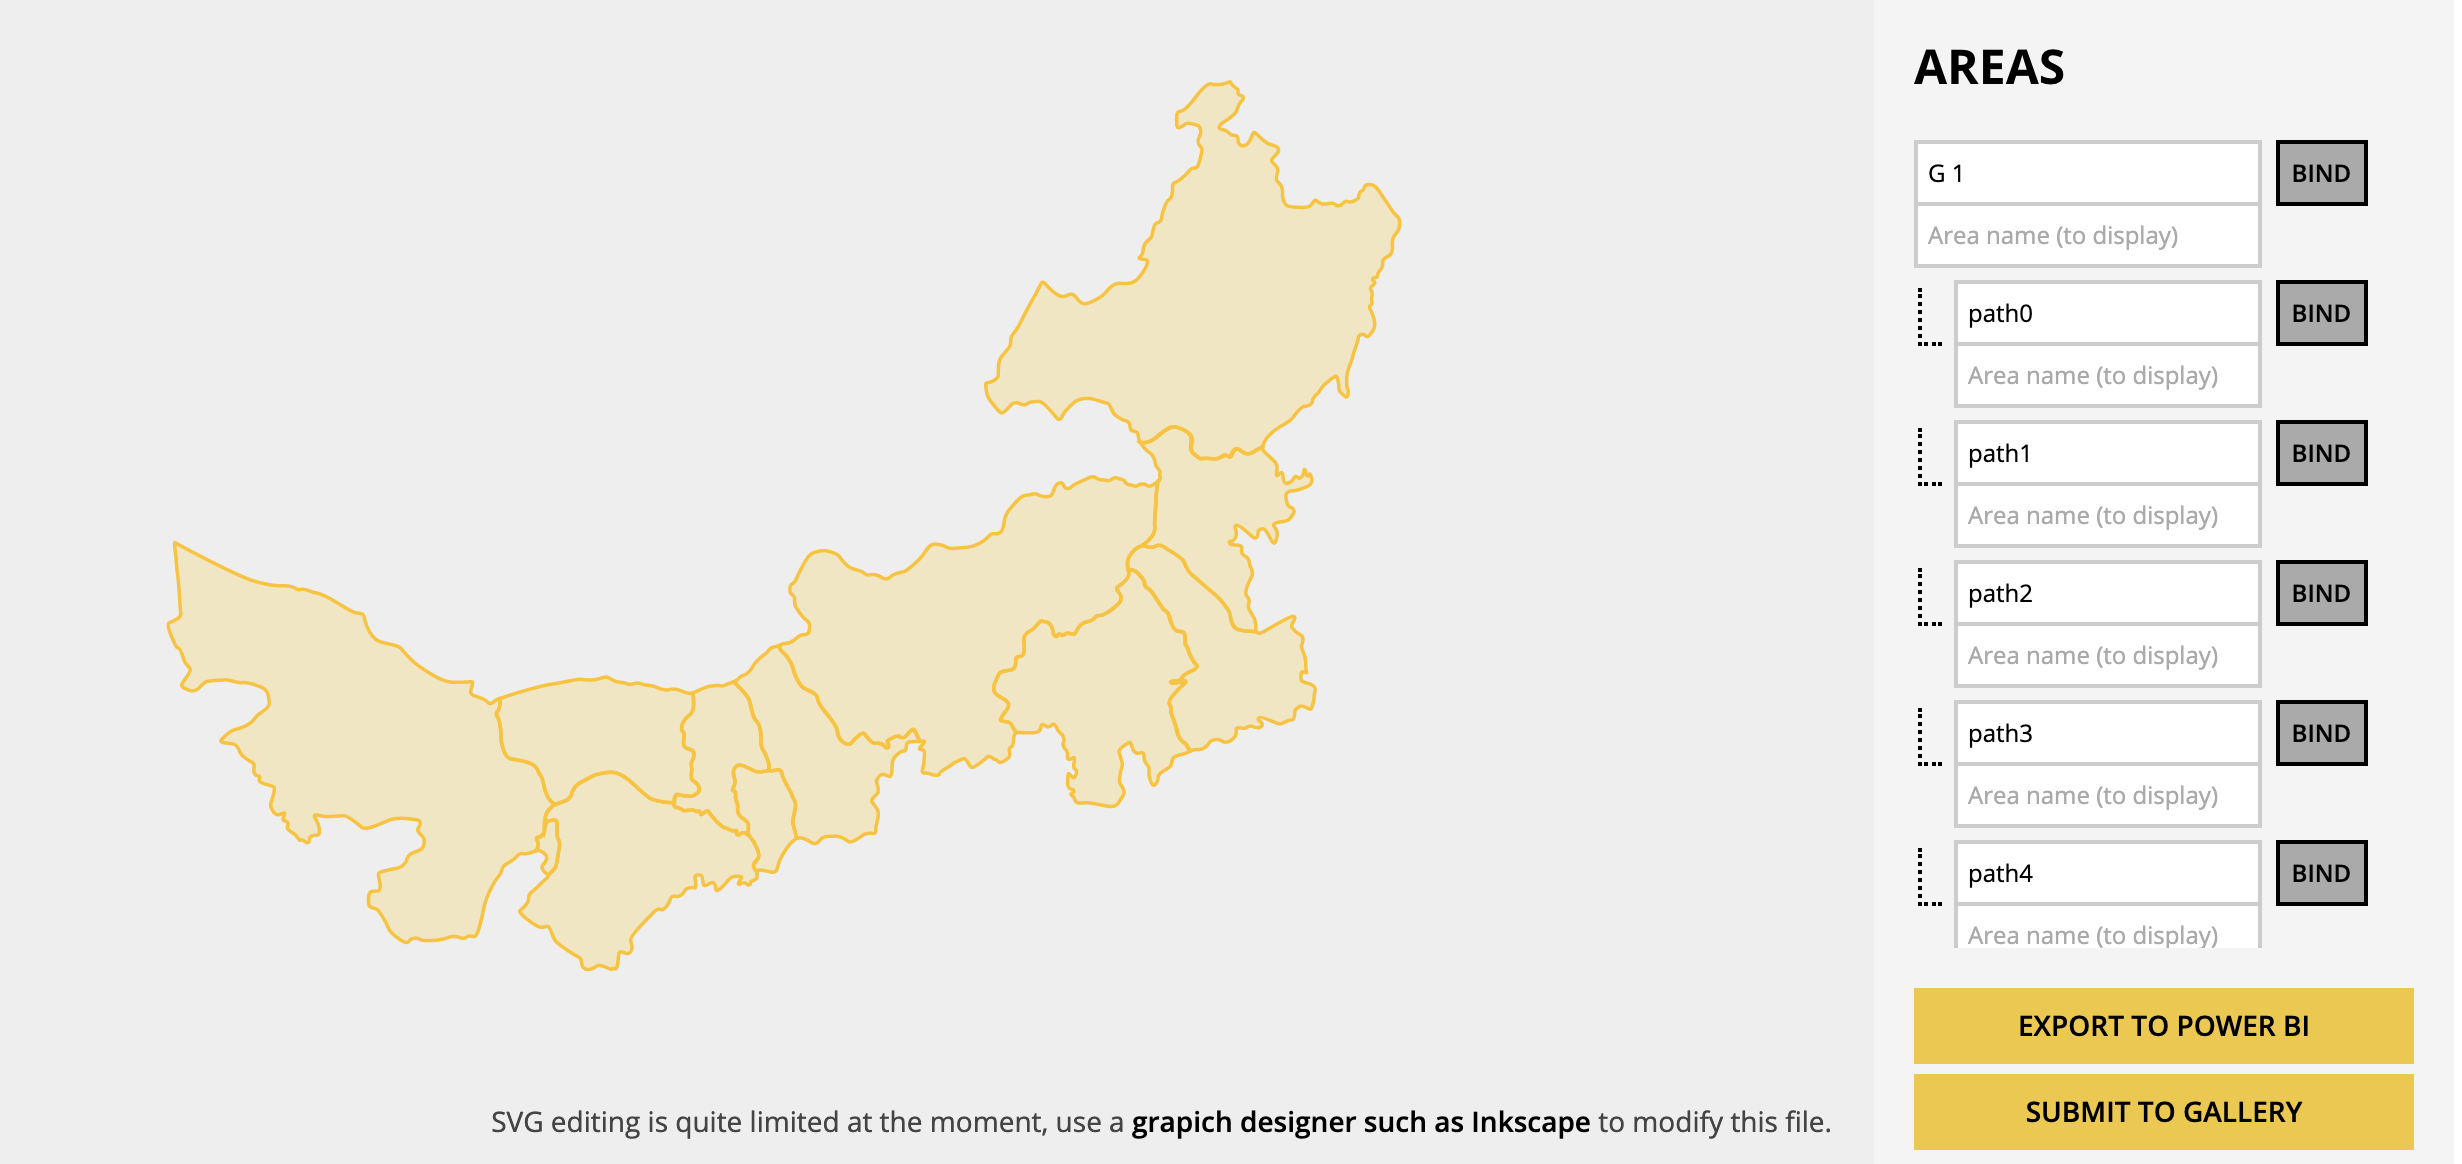 AREAS
G 1
BIND
Area name (to display)
path0
BIND
Area name (to display)
path1
BIND
Area name (to display)
path2
BIND
Area name (to display)
path3
BIND
Area name (to display)
path4
BIND
Area name (to display)
EXPORT TO POWER BI
SUBMIT TO GALLERY
SVG editing is quite limited at the moment, use a grapich designer such as Inkscape to modify this file.